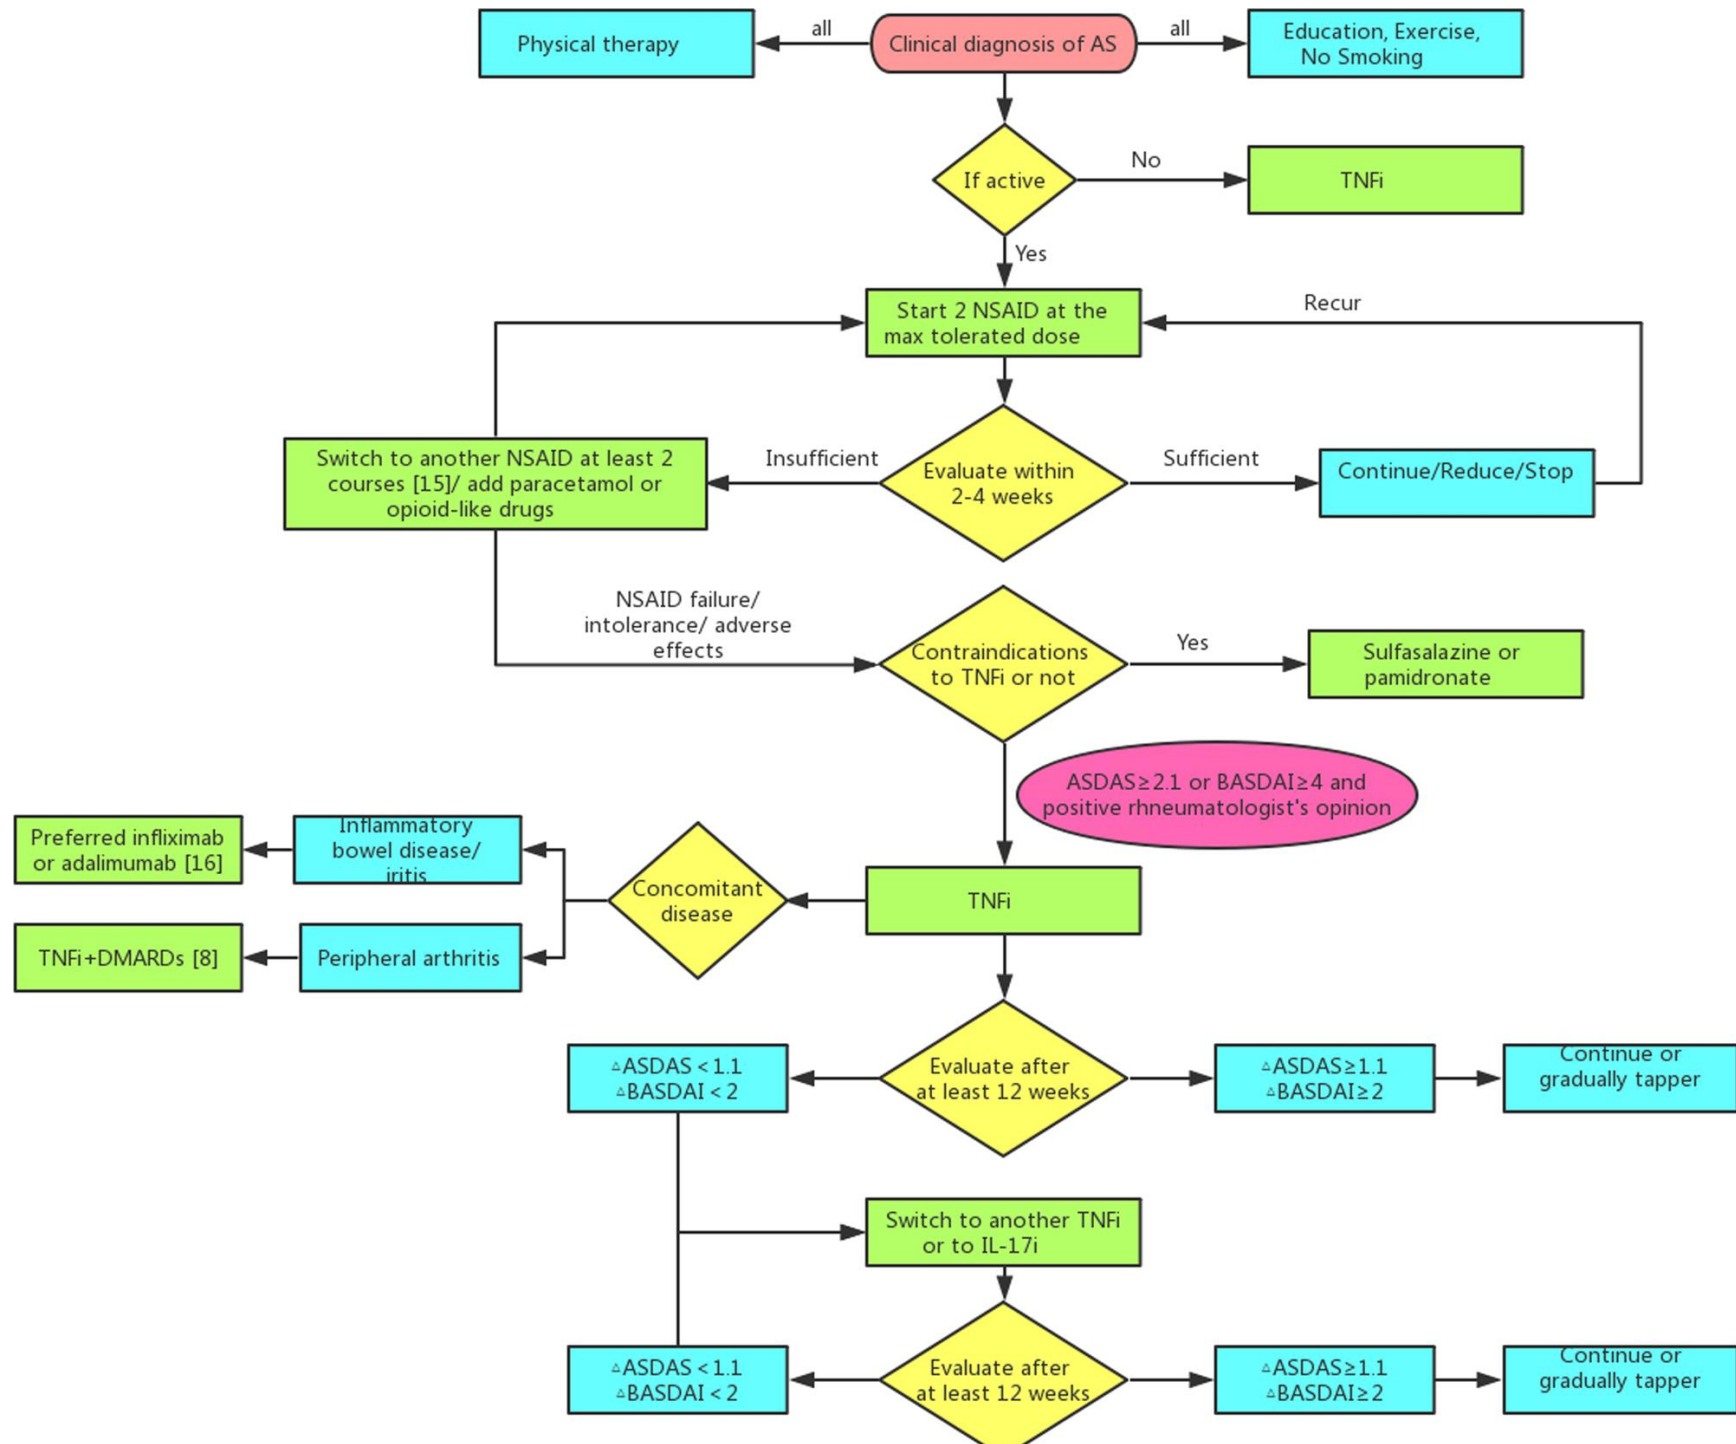 all
all
Physical therapy
Clinical diagnosis of AS
Education, Exercise,
No Smoking
If active
No
TNFi
Yes
Start 2 NSAID at the
max tolerated dose
Recur
Switch to another NSAID at least 2
courses [15]/ add paracetamol or
opioid-like drugs
Insufficient
Evaluate within
2-4 weeks
Sufficient
Continue/Reduce/Stop
NSAID failure/
intolerance/ adverse
effects
Contraindications
to TNFi or not
Yes
Sulfasalazine or
pamidronate
ASDAS≥2.1 or BASDAI≥4 and
positive rhneumatologist's opinion
Preferred infliximab
or adalimumab [16]
Inflammatory
bowel disease/
iritis
Concomitant
disease
TNFi
TNFi+DMARDs [8]
Peripheral arthritis
△ASDAS<1.1
△BASDAI<2
Evaluate after
at least 12 weeks
△ASDAS≥1.1
△BASDAI≥2
Continue or
gradually tapper
Switch to another TNFi
or to IL-17i
△ASDAS<1.1
△BASDAI<2
Evaluate after
at least 12 weeks
△ASDAS≥1.1
△BASDAI≥2
Continue or
gradually tapper